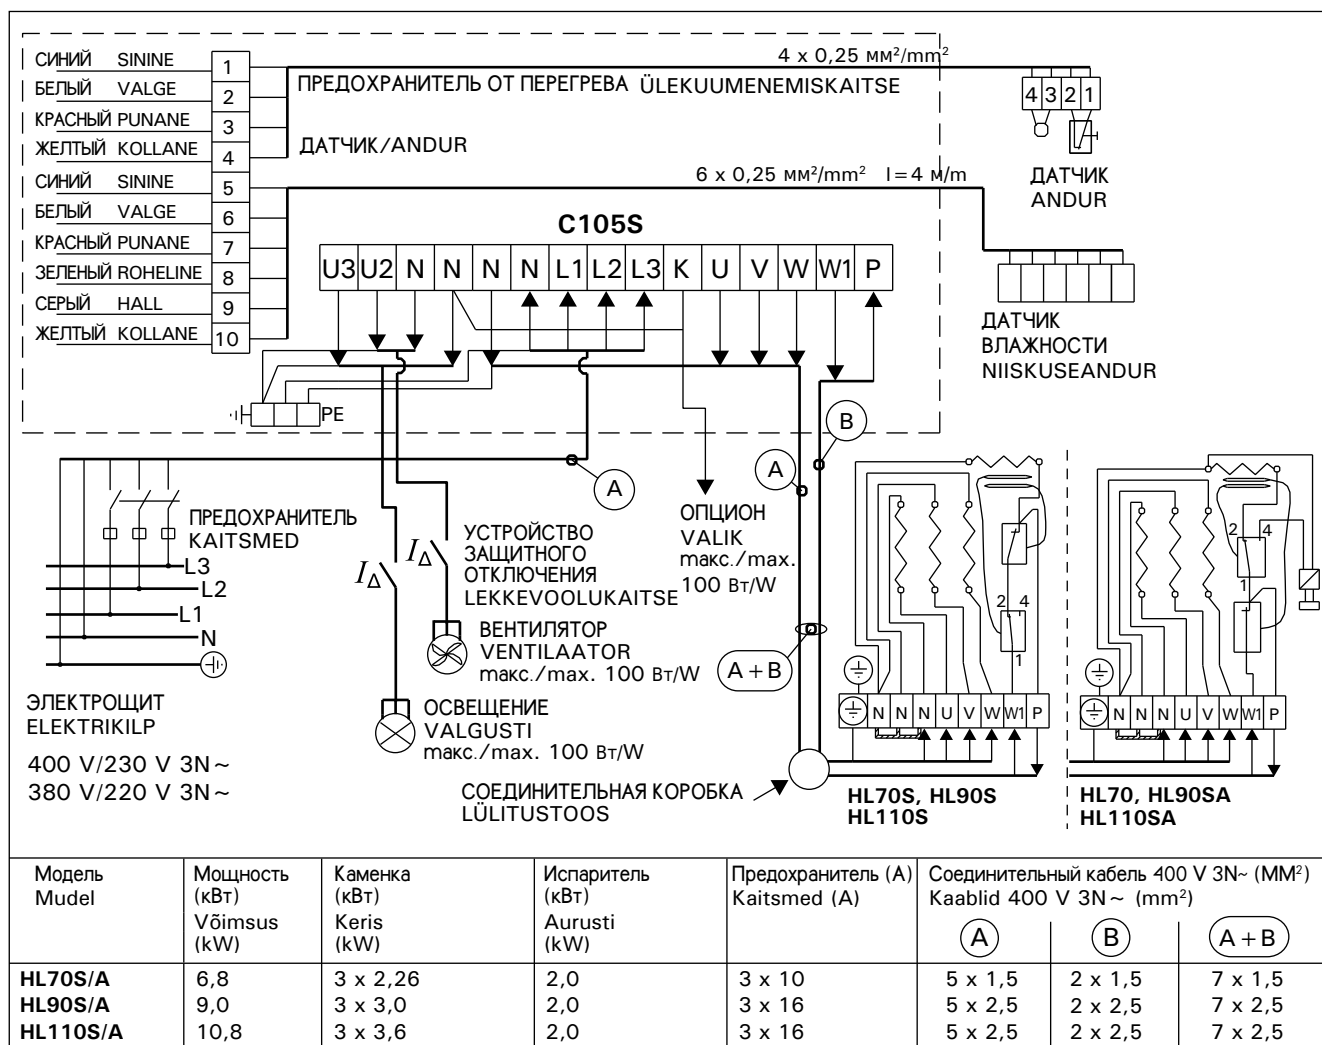 СИНИЙ SININE 1
БЕЛЫЙ VALGE 2
КРАСНЫЙ PUNANE 3
ЖЕЛТЫЙ KOLLANE 4
СИНИЙ SININE 5
БЕЛЫЙ VALGE 6
КРАСНЫЙ PUNANE 7
ЗЕЛЕНЫЙ ROHELINE 8
СЕРЫЙ HALL 9
ЖЕЛТЫЙ KOLLANE 10
4 x 0,25 мм²/mm²
ПРЕДОХРАНИТЕЛЬ ОТ ПЕРЕГРЕВА ÜLEKUUMENEMISKAITSE
ДАТЧИК/ANDUR
4 3 2 1
ДАТЧИК
ANDUR
6 x 0,25 мм²/mm² l=4 м/m
C105S
U3 U2 N N N N L1 L2 L3 K U V W W1 P
ДАТЧИК
ВЛАЖНОСТИ
NIISKUSEANDUR
PE
B
A
A
ПРЕДОХРАНИТЕЛЬ
KAITSMED
L3
L2
L1
N
ЭЛЕКТРОЩИТ
ELEKTRIKILP
400 V/230 V 3N~
380 V/220 V 3N~
I∆
I∆
УСТРОЙСТВО
ЗАЩИТНОГО
ОТКЛЮЧЕНИЯ
LEKKEVOOLUKAITSE
ОПЦИОН
VALIK
макс./max.
100 Вт/W
ВЕНТИЛЯТОР
VENTILAATOR
макс./max. 100 Вт/W
A+B
ОСВЕЩЕНИЕ
VALGUSTI
макс./max. 100 Вт/W
СОЕДИНИТЕЛЬНАЯ КОРОБКА
LÜLITUSTOOS
2 4
1
N N N U V W W1 P
HL70S, HL90S
HL110S
2 4
1
N N N U V W W1 P
HL70, HL90SA
HL110SA
Модель
Mudel
Мощность
(кВт)
Võimsus
(kW)
Каменка
(кВт)
Keris
(kW)
Испаритель
(кВт)
Aurusti
(kW)
Предохранитель (A)
Kaitsmed (A)
Соединительный кабель 400 V 3N~ (ММ²)
Kaablid 400 V 3N~ (mm²)
A B A+B
HL70S/A 6,8 3 x 2,26 2,0 3 x 10 5 x 1,5 2 x 1,5 7 x 1,5
HL90S/A 9,0 3 x 3,0 2,0 3 x 16 5 x 2,5 2 x 2,5 7 x 2,5
HL110S/A 10,8 3 x 3,6 2,0 3 x 16 5 x 2,5 2 x 2,5 7 x 2,5